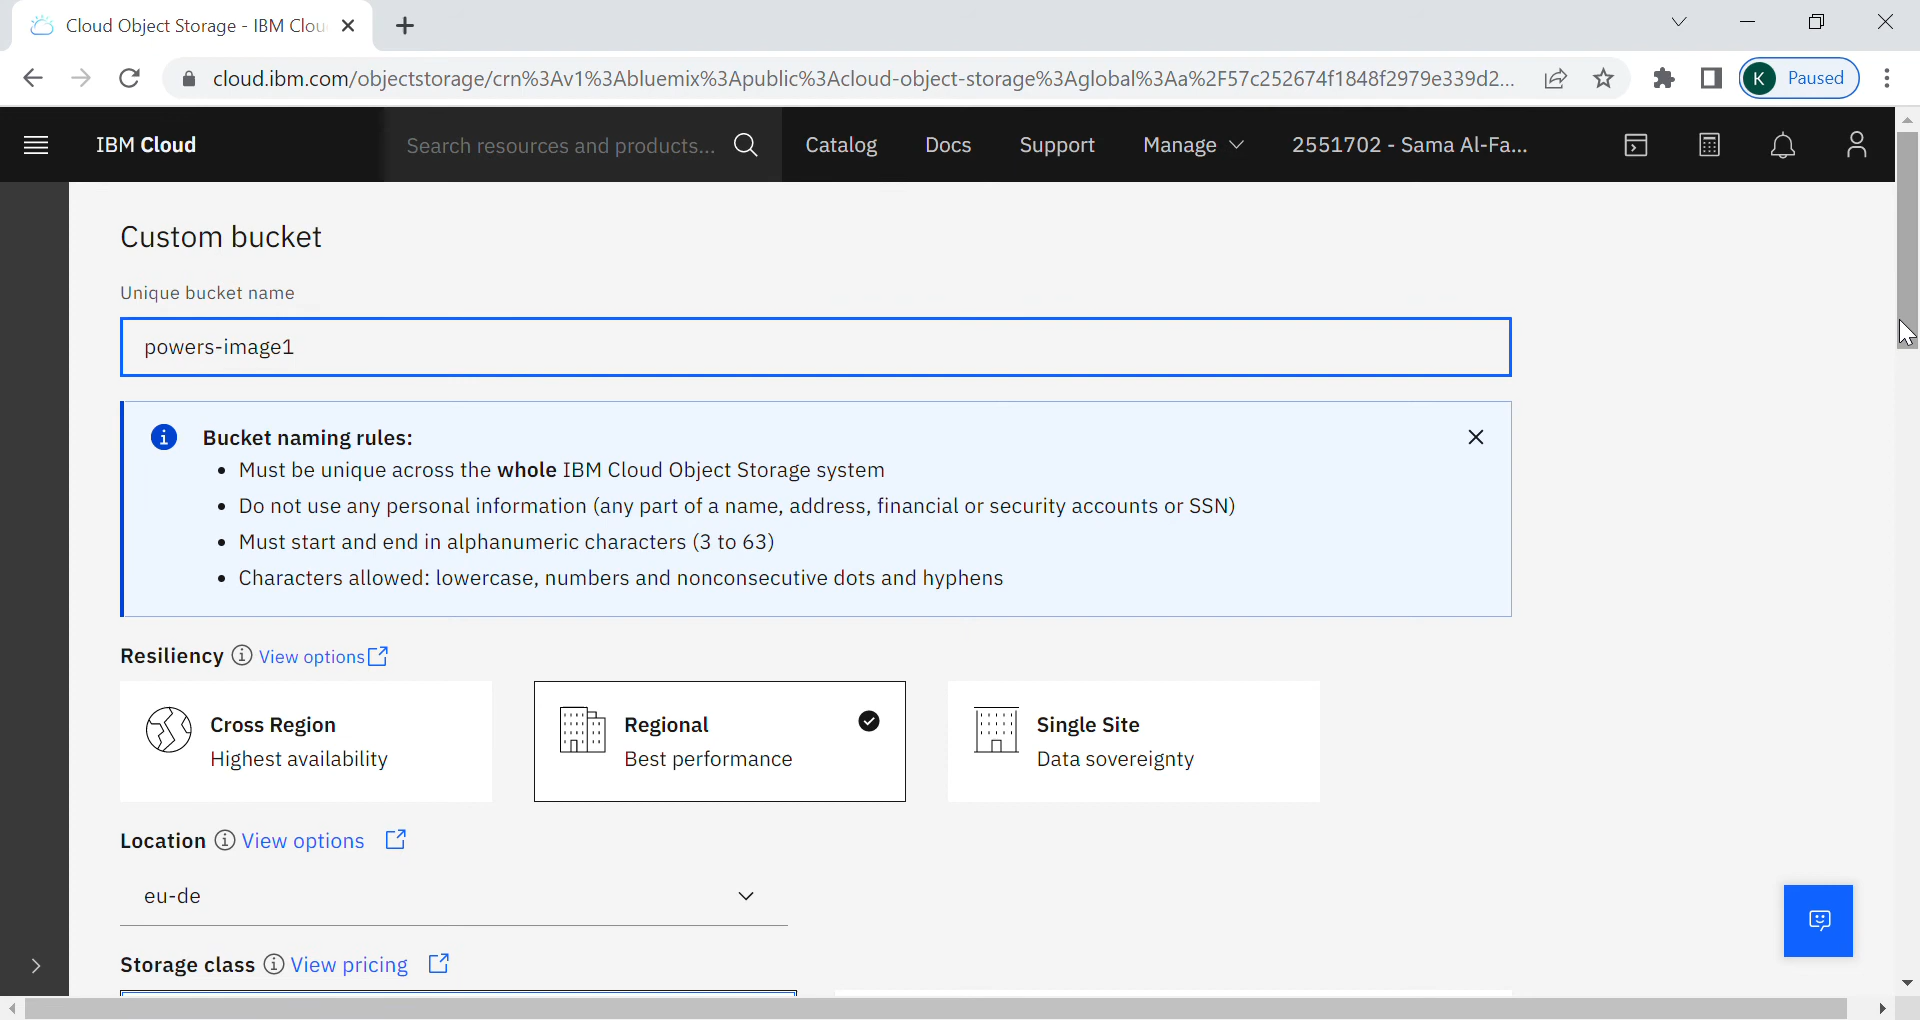 Cloud Object Storage - IBM Clou
cloud.ibm.com/objectstorage/crn%3Av1%3Abluemix%3Apublic%3Acloud-object-storage%3Aglobal%3Aa%2F57c252674f1848f2979e339d2...
K Paused
IBM Cloud
Search resources and products...
Catalog
Docs
Support
Manage
2551702 - Sama Al-Fa...
Custom bucket
Unique bucket name
powers-image1
Bucket naming rules:
• Must be unique across the whole IBM Cloud Object Storage system
• Do not use any personal information (any part of a name, address, financial or security accounts or SSN)
• Must start and end in alphanumeric characters (3 to 63)
• Characters allowed: lowercase, numbers and nonconsecutive dots and hyphens
Resiliency View options
Cross Region
Highest availability
Regional
Best performance
Single Site
Data sovereignty
Location View options
eu-de
Storage class View pricing